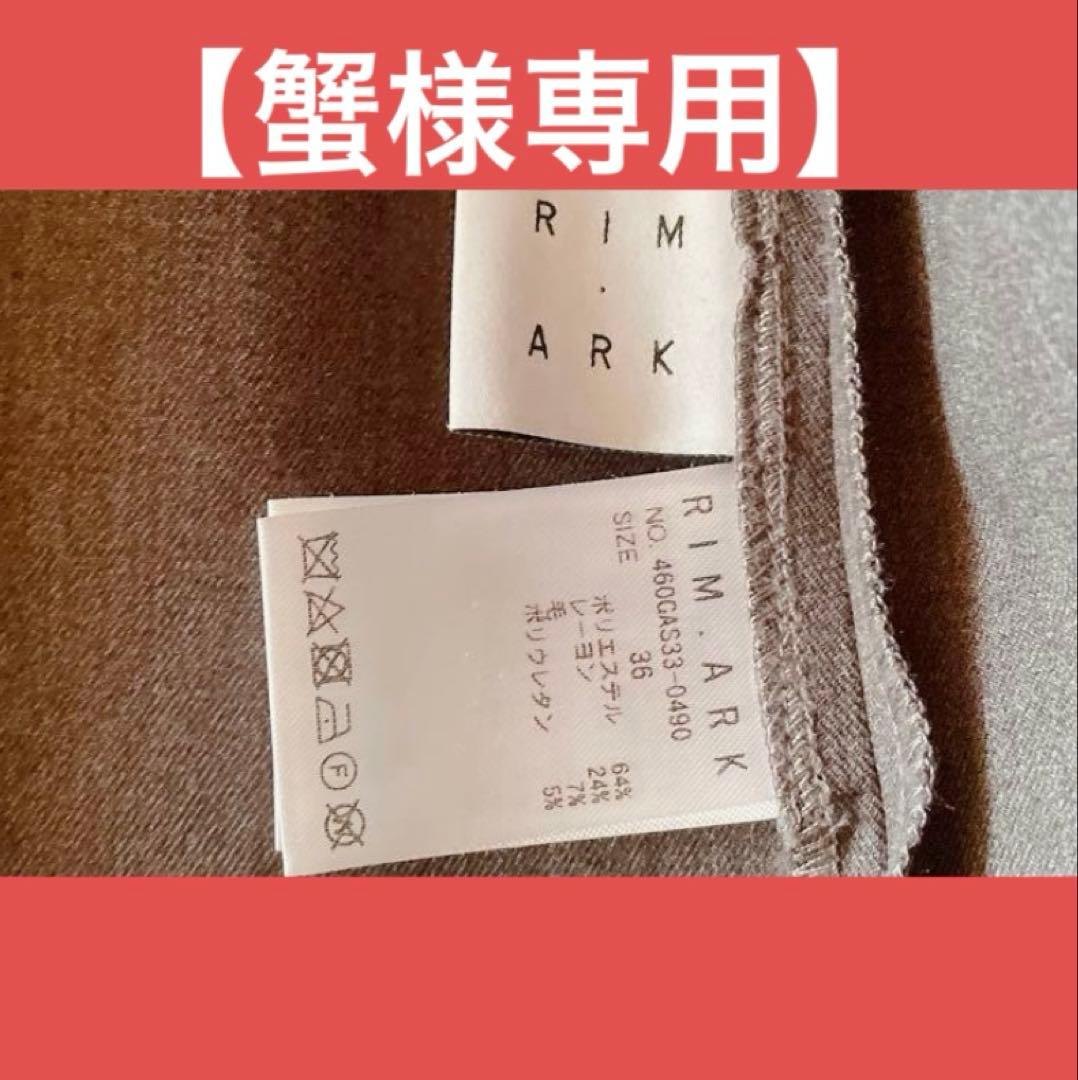 【蟹様専用】
RIM
.
ARK
RIM.ARK
NO. 460GAS33-0490
SIZE 36
ポリエステル 64%
レーヨン 24%
毛 7%
ポリウレタン 5%
F
W